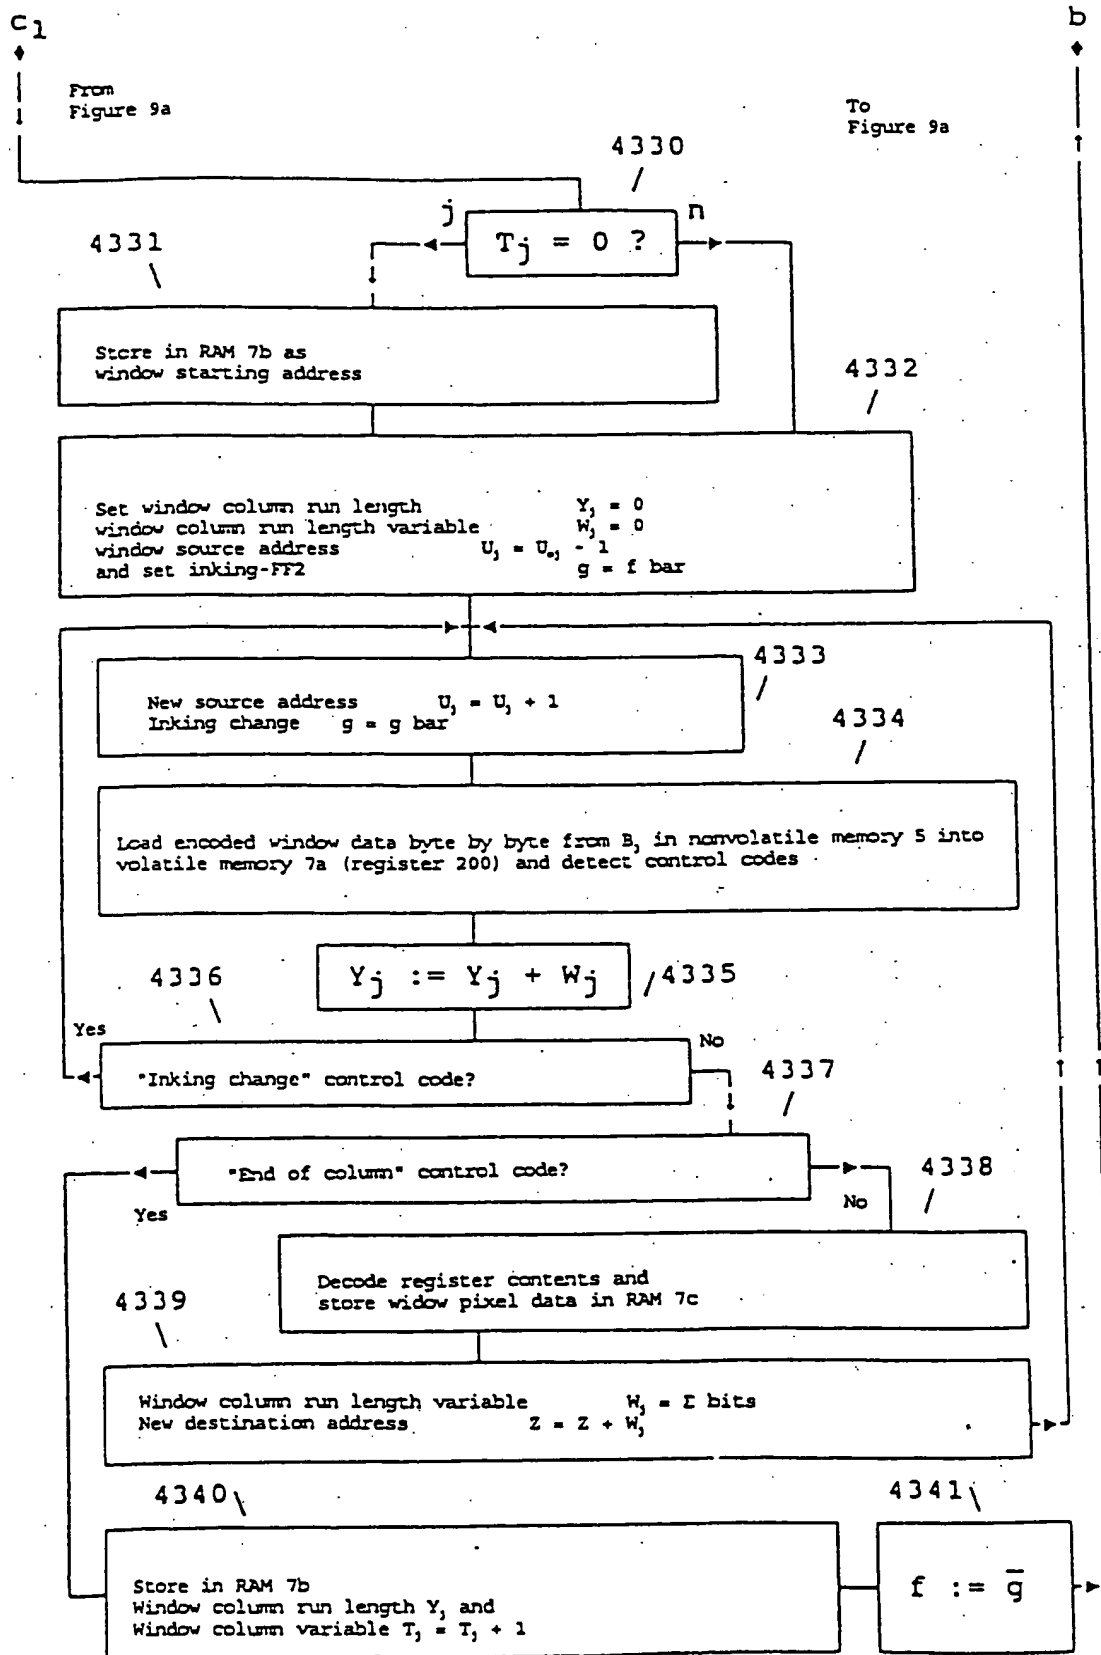 c1
b
From
Figure 9a
To
Figure 9a
4330
j
Tj = 0 ?
n
4331
Store in RAM 7b as
window starting address
4332
Set window column run length Yj = 0
window column run length variable Wj = 0
window source address Uj = Uoj - 1
and set inking-FF2 g = f bar
4333
New source address Uj = Uj + 1
Inking change g = g bar
4334
Load encoded window data byte by byte from Bj in nonvolatile memory 5 into
volatile memory 7a (register 200) and detect control codes
4336
Yj := Yj + Wj
4335
Yes
"Inking change" control code?
No
4337
"End of column" control code?
4338
Yes
No
Decode register contents and
store widow pixel data in RAM 7c
4339
Window column run length variable Wj = Σ bits
New destination address Z = Z + Wj
4340
4341
Store in RAM 7b
Window column run length Yj and
Window column variable Tj = Tj + 1
f := g̅